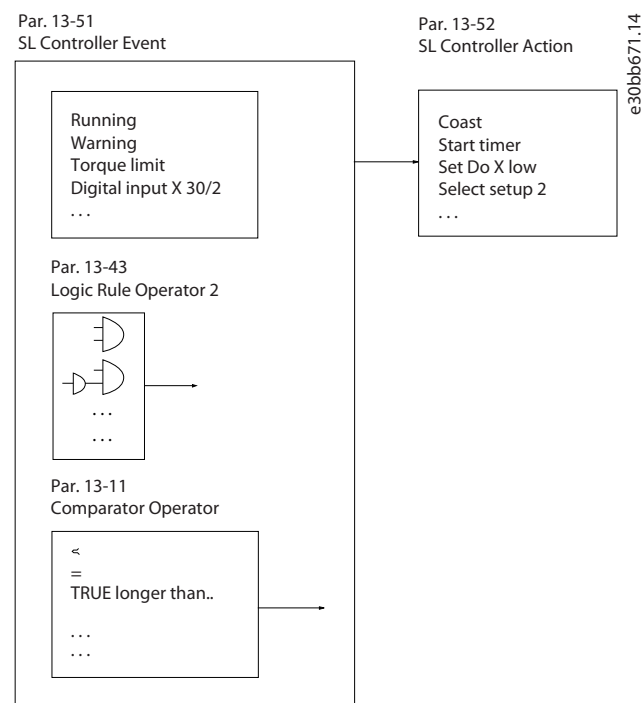 Par. 13-51
SL Controller Event
Par. 13-52
SL Controller Action
e30bb671.14
Running
Warning
Torque limit
Digital input X 30/2
. . .
Coast
Start timer
Set Do X low
Select setup 2
. . .
Par. 13-43
Logic Rule Operator 2
. . .
. . .
Par. 13-11
Comparator Operator
<
=
TRUE longer than..
. . .
. . .